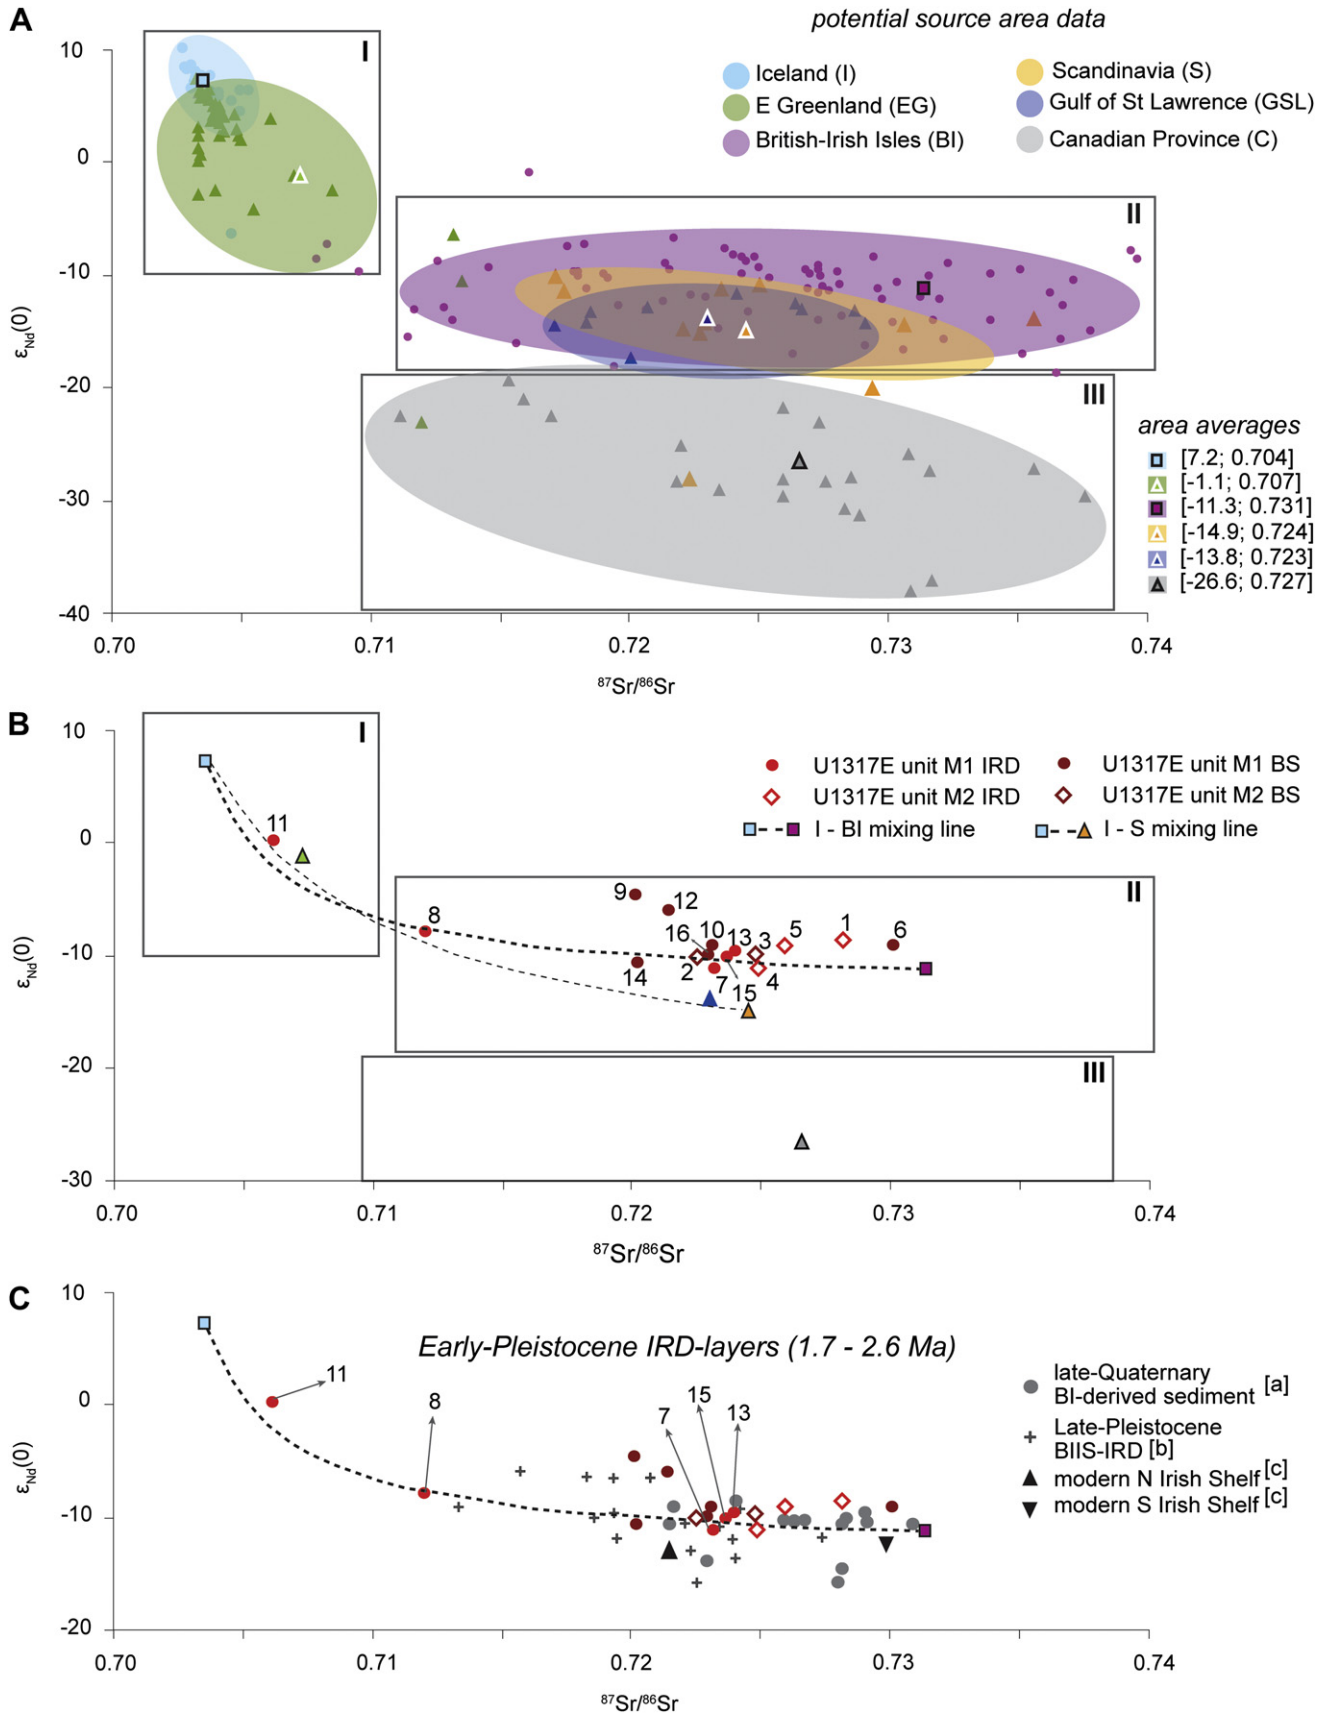 A
potential source area data
Iceland (I)
Scandinavia (S)
E Greenland (EG)
Gulf of St Lawrence (GSL)
British-Irish Isles (BI)
Canadian Province (C)
I
II
III
10
0
-10
-20
-30
-40
εNd(0)
area averages
[7.2; 0.704]
[-1.1; 0.707]
[-11.3; 0.731]
[-14.9; 0.724]
[-13.8; 0.723]
[-26.6; 0.727]
0.70
0.71
0.72
0.73
0.74
87Sr/86Sr
B
I
II
III
U1317E unit M1 IRD
U1317E unit M1 BS
U1317E unit M2 IRD
U1317E unit M2 BS
I - BI mixing line
I - S mixing line
10
0
-10
-20
-30
εNd(0)
11
8
9
12
16
10
13
3
5
1
6
14
2
7
15
4
0.70
0.71
0.72
0.73
0.74
87Sr/86Sr
C
Early-Pleistocene IRD-layers (1.7 - 2.6 Ma)
10
0
-10
-20
εNd(0)
11
8
7
15
13
late-Quaternary
BI-derived sediment [a]
Late-Pleistocene
BIIS-IRD [b]
modern N Irish Shelf [c]
modern S Irish Shelf [c]
0.70
0.71
0.72
0.73
0.74
87Sr/86Sr